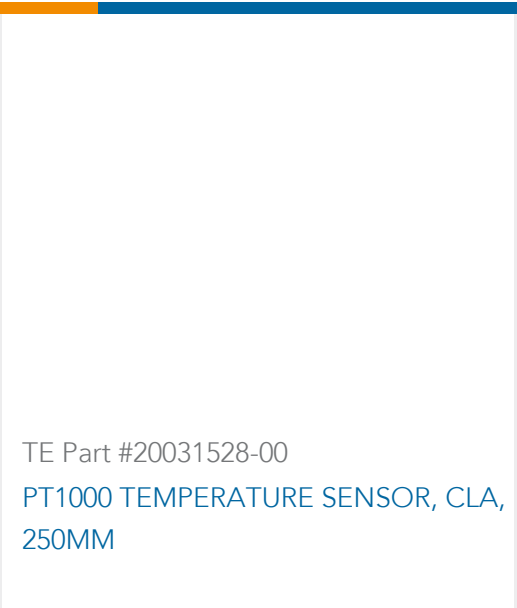 TE Part #20031528-00
PT1000 TEMPERATURE SENSOR, CLA,
250MM